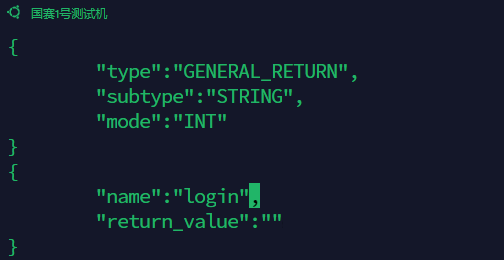 国赛1号测试机
{
        "type":"GENERAL_RETURN",
        "subtype":"STRING",
        "mode":"INT"
}
{
        "name":"login",
        "return_value":""
}